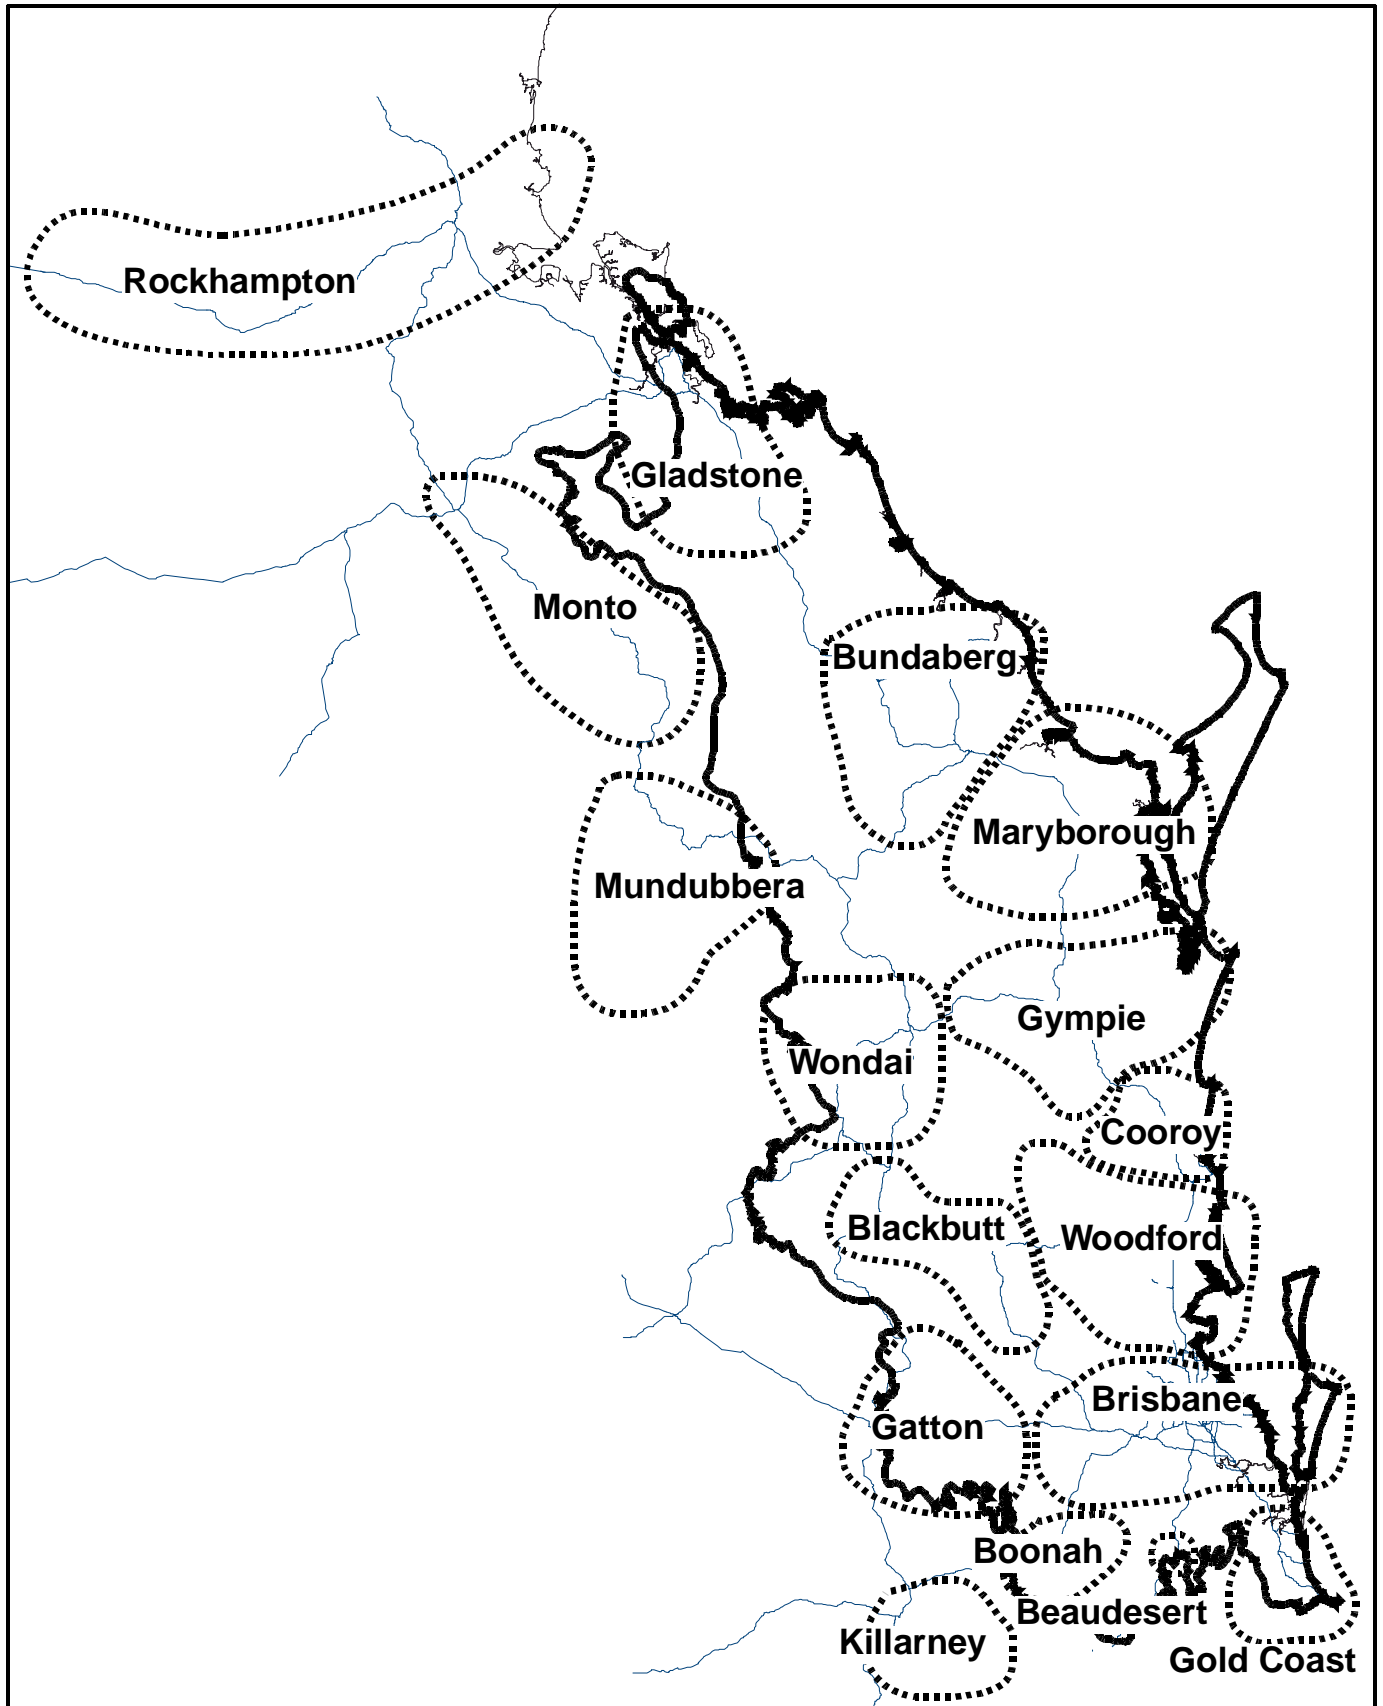 Rockhampton
Gladstone
Monto
Bundaberg
Maryborough
Mundubbera
Gympie
Wondai
Cooroy
Blackbutt
Woodford
Brisbane
Gatton
Boonah
Beaudesert
Killarney
Gold Coast